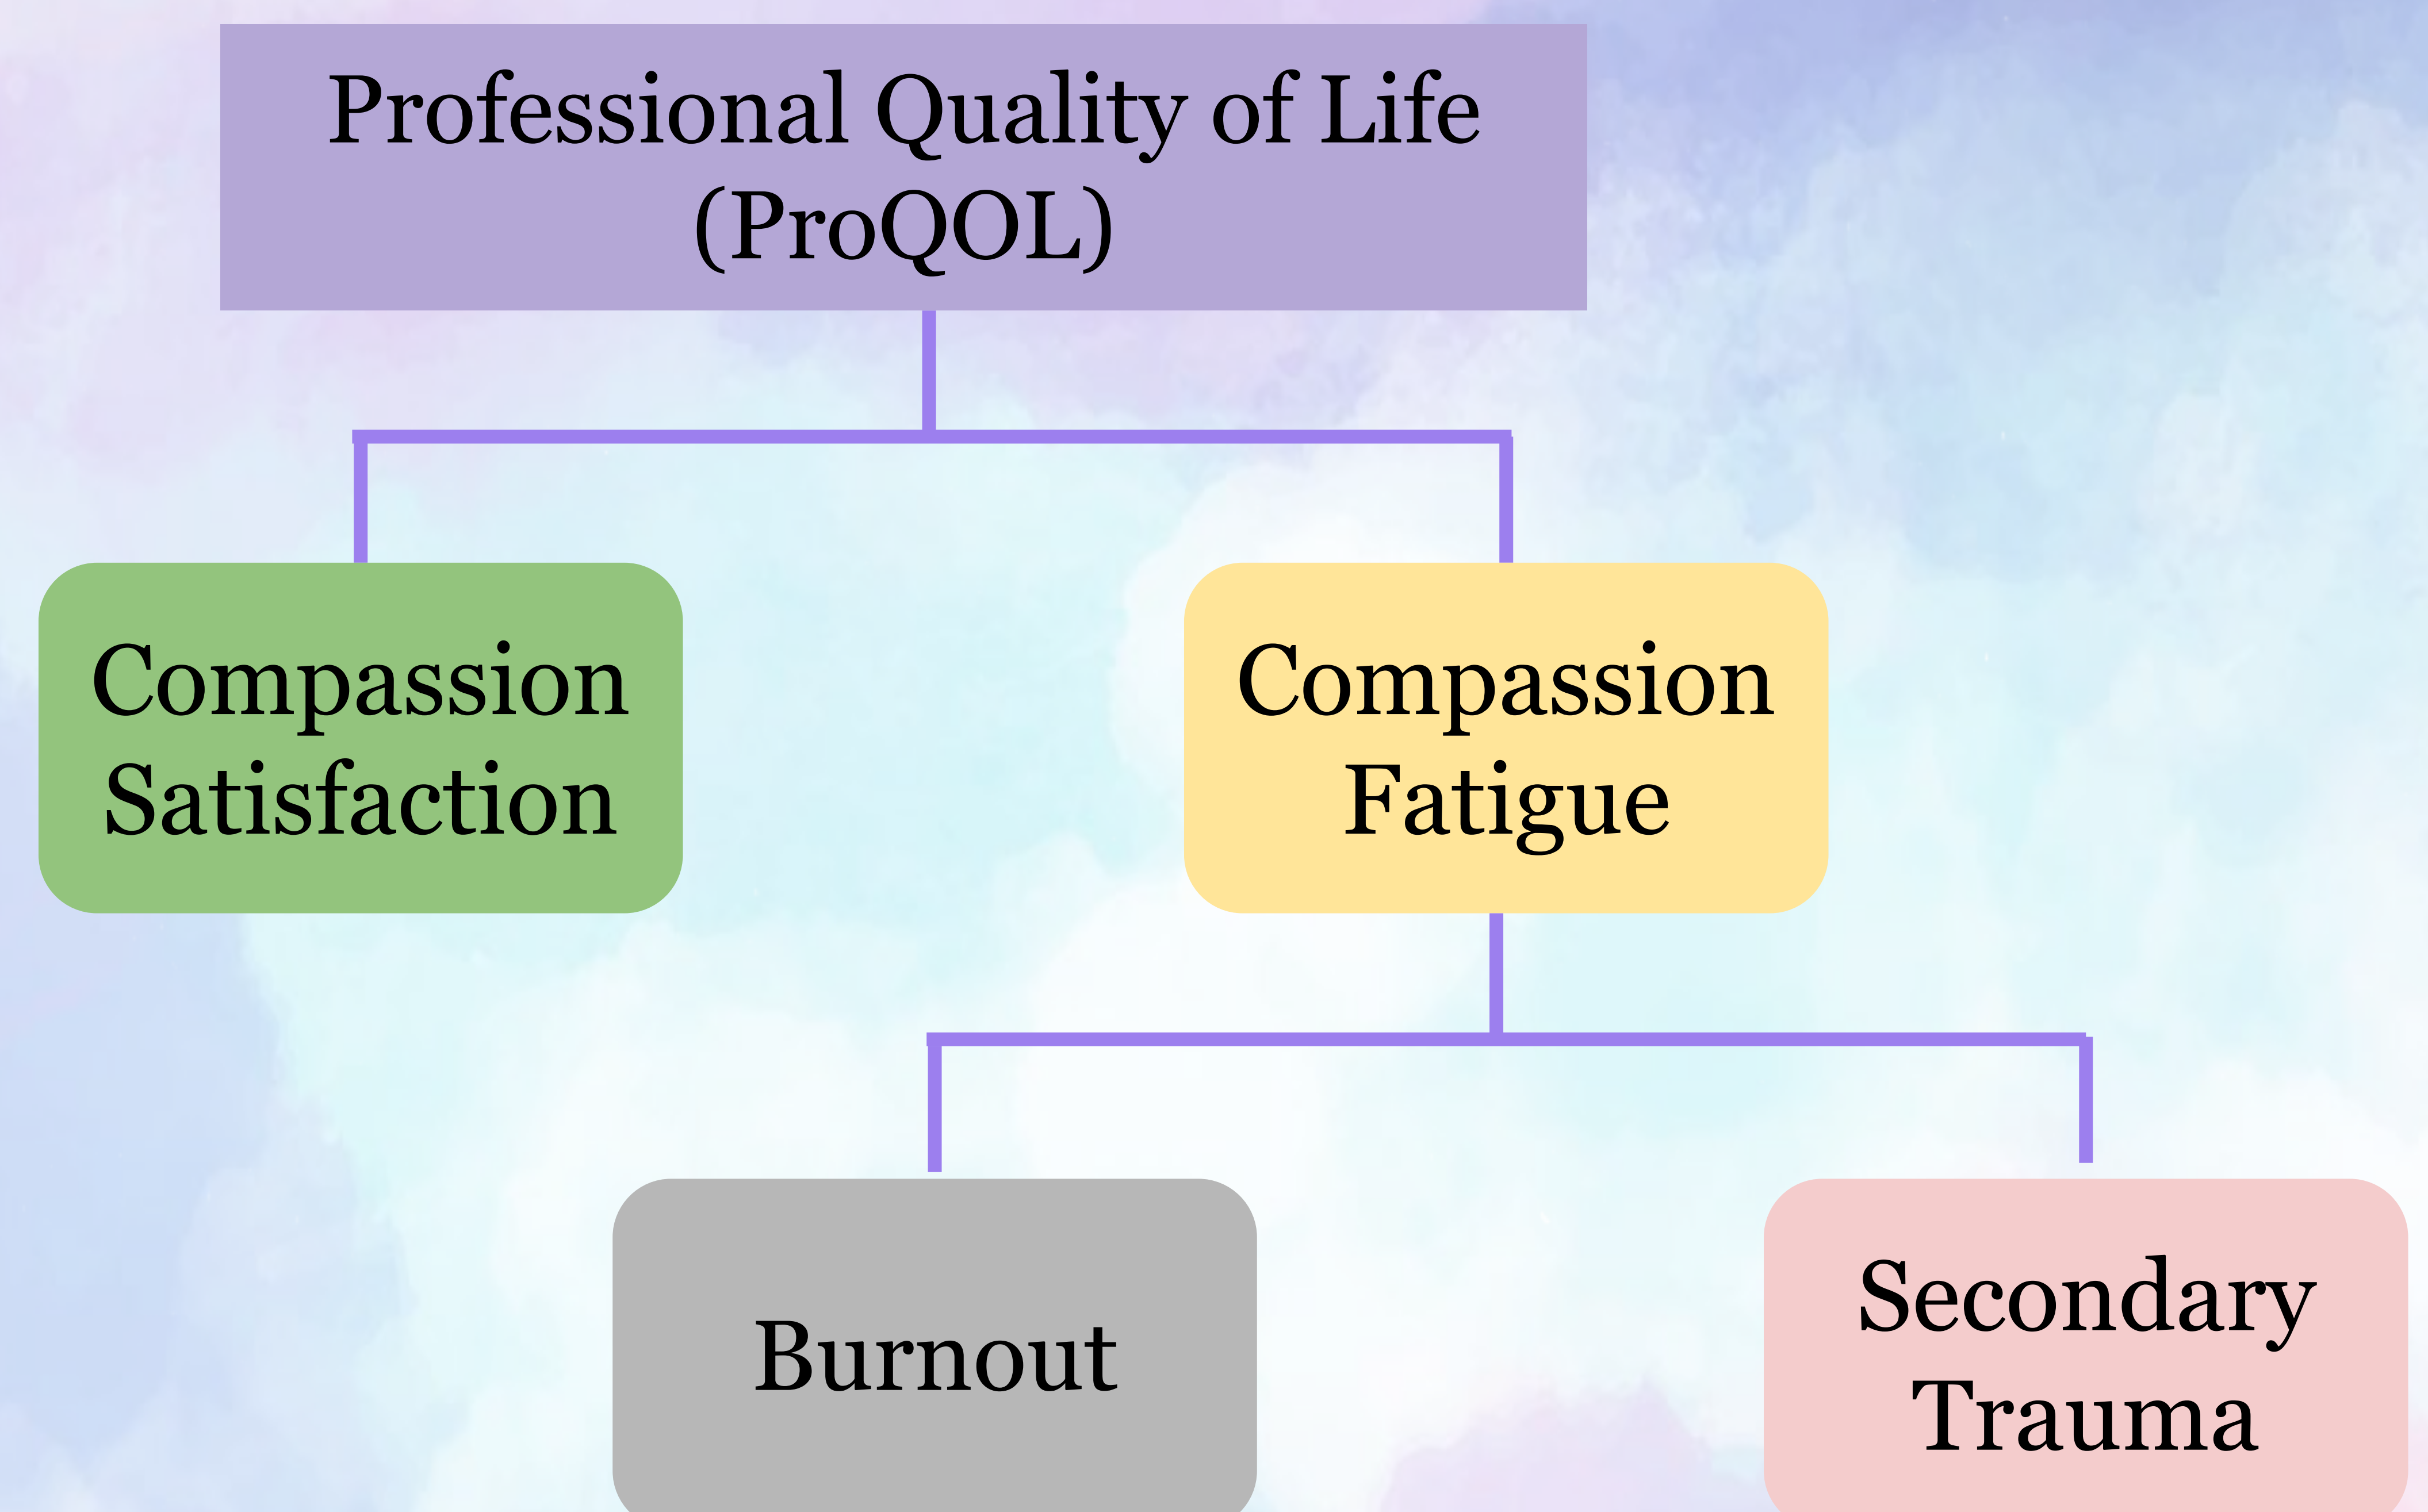 Professional Quality of Life
(ProQOL)
Compassion
Satisfaction
Compassion
Fatigue
Burnout
Secondary
Trauma